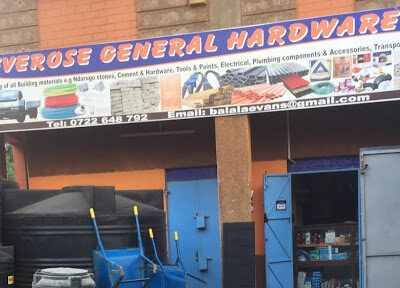 EVEROSE GENERAL HARDWARE
of all Building materials e.g Ndarugo stones, Cement & Hardware, Tools & Paints, Electrical, Plumbing components & Accessories, Transpo
Tel: 0722 648 792 Email: balalaevans@gmail.com